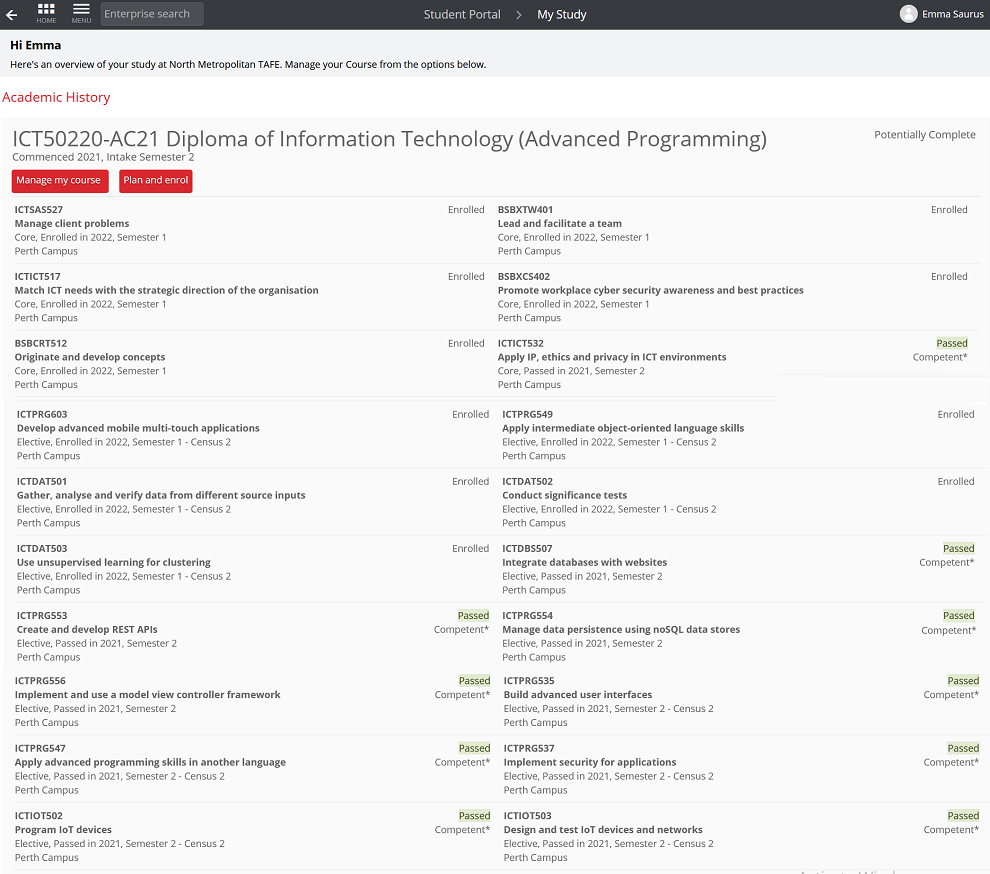 HOME
MENU
Enterprise search
Student Portal > My Study
Emma Saurus
Hi Emma
Here's an overview of your study at North Metropolitan TAFE. Manage your Course from the options below.
Academic History
ICT50220-AC21 Diploma of Information Technology (Advanced Programming)
Potentially Complete
Commenced 2021, Intake Semester 2
Manage my course
Plan and enrol
ICTSAS527
Enrolled
Manage client problems
Core, Enrolled in 2022, Semester 1
Perth Campus
BSBXTW401
Enrolled
Lead and facilitate a team
Core, Enrolled in 2022, Semester 1
Perth Campus
ICTICT517
Enrolled
Match ICT needs with the strategic direction of the organisation
Core, Enrolled in 2022, Semester 1
Perth Campus
BSBXCS402
Enrolled
Promote workplace cyber security awareness and best practices
Core, Enrolled in 2022, Semester 1
Perth Campus
BSBCRT512
Enrolled
Originate and develop concepts
Core, Enrolled in 2022, Semester 1
Perth Campus
ICTICT532
Passed
Apply IP, ethics and privacy in ICT environments
Competent*
Core, Passed in 2021, Semester 2
Perth Campus
ICTPRG603
Enrolled
Develop advanced mobile multi-touch applications
Elective, Enrolled in 2022, Semester 1 - Census 2
Perth Campus
ICTPRG549
Enrolled
Apply intermediate object-oriented language skills
Elective, Enrolled in 2022, Semester 1 - Census 2
Perth Campus
ICTDAT501
Enrolled
Gather, analyse and verify data from different source inputs
Elective, Enrolled in 2022, Semester 1 - Census 2
Perth Campus
ICTDAT502
Enrolled
Conduct significance tests
Elective, Enrolled in 2022, Semester 1 - Census 2
Perth Campus
ICTDAT503
Enrolled
Use unsupervised learning for clustering
Elective, Enrolled in 2022, Semester 1 - Census 2
Perth Campus
ICTDBS507
Passed
Integrate databases with websites
Competent*
Elective, Passed in 2021, Semester 2
Perth Campus
ICTPRG553
Passed
Create and develop REST APIs
Competent*
Elective, Passed in 2021, Semester 2
Perth Campus
ICTPRG554
Passed
Manage data persistence using noSQL data stores
Competent*
Elective, Passed in 2021, Semester 2
Perth Campus
ICTPRG556
Passed
Implement and use a model view controller framework
Competent*
Elective, Passed in 2021, Semester 2
Perth Campus
ICTPRG535
Passed
Build advanced user interfaces
Competent*
Elective, Passed in 2021, Semester 2 - Census 2
Perth Campus
ICTPRG547
Passed
Apply advanced programming skills in another language
Competent*
Elective, Passed in 2021, Semester 2 - Census 2
Perth Campus
ICTPRG537
Passed
Implement security for applications
Competent*
Elective, Passed in 2021, Semester 2 - Census 2
Perth Campus
ICTIOT502
Passed
Program IoT devices
Competent*
Elective, Passed in 2021, Semester 2 - Census 2
Perth Campus
ICTIOT503
Passed
Design and test IoT devices and networks
Competent*
Elective, Passed in 2021, Semester 2 - Census 2
Perth Campus